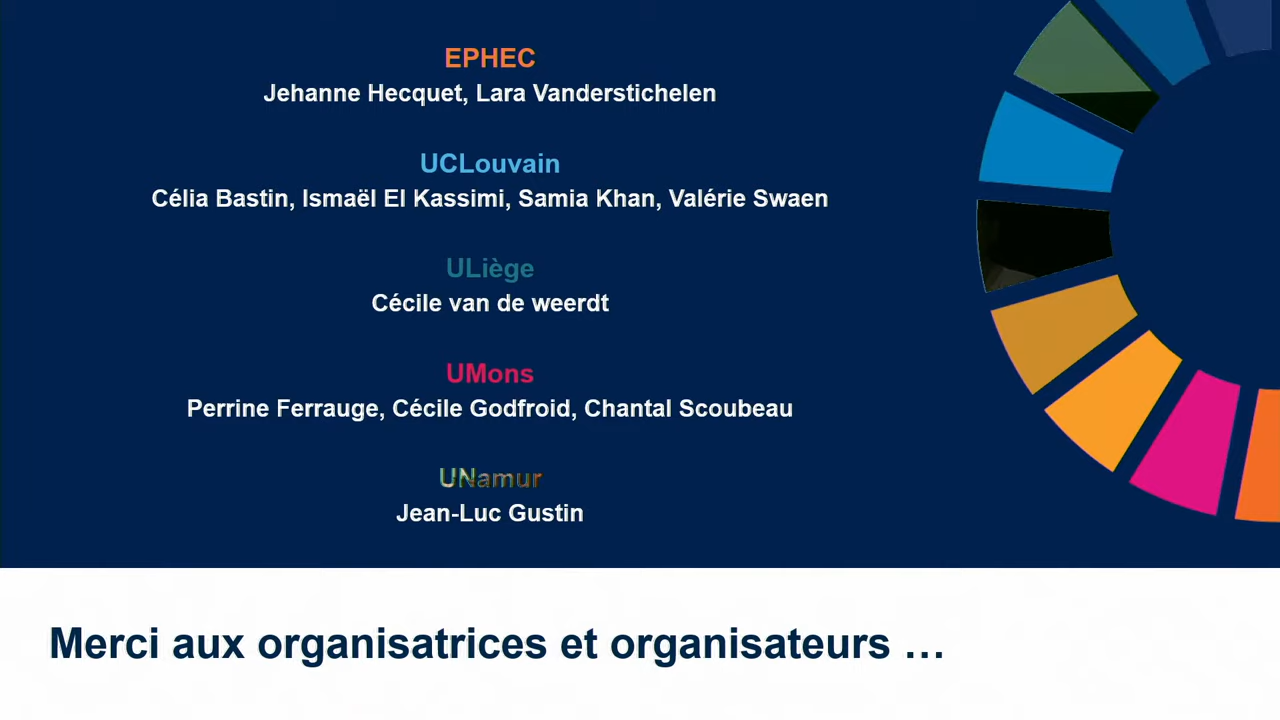 EPHEC
Jehanne Hecquet, Lara Vanderstichelen
UCLouvain
Célia Bastin, Ismaël El Kassimi, Samia Khan, Valérie Swaen
ULiège
Cécile van de weerdt
UMons
Perrine Ferrauge, Cécile Godfroid, Chantal Scoubeau
UNamur
Jean-Luc Gustin
Merci aux organisatrices et organisateurs …